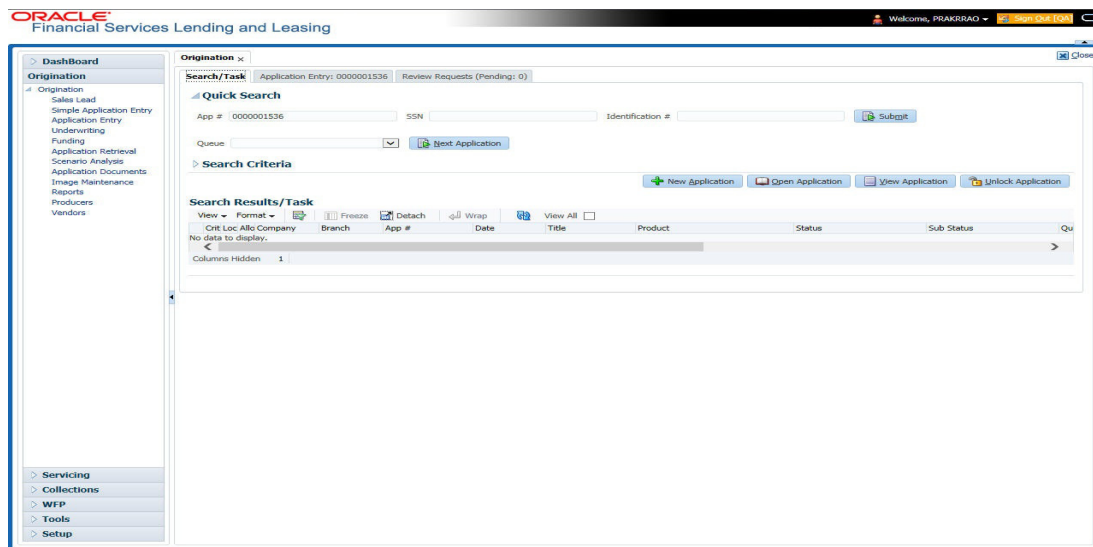 ORACLE
Financial Services Lending and Leasing
Welcome, PRAKRRAO
Sign Out [QA]
DashBoard
Origination
Origination
Sales Lead
Simple Application Entry
Application Entry
Underwriting
Funding
Application Retrieval
Scenario Analysis
Application Documents
Image Maintenance
Reports
Producers
Vendors
Servicing
Collections
WFP
Tools
Setup
Origination x
Close
Search/Task Application Entry: 0000001536 Review Requests (Pending: 0)
Quick Search
App # 0000001536 SSN Identification # Submit
Queue Next Application
Search Criteria
New Application Open Application View Application Unlock Application
Search Results/Task
View Format Freeze Detach Wrap View All
Crit Loc Allo Company Branch App # Date Title Product Status Sub Status Qu
No data to display.
Columns Hidden 1